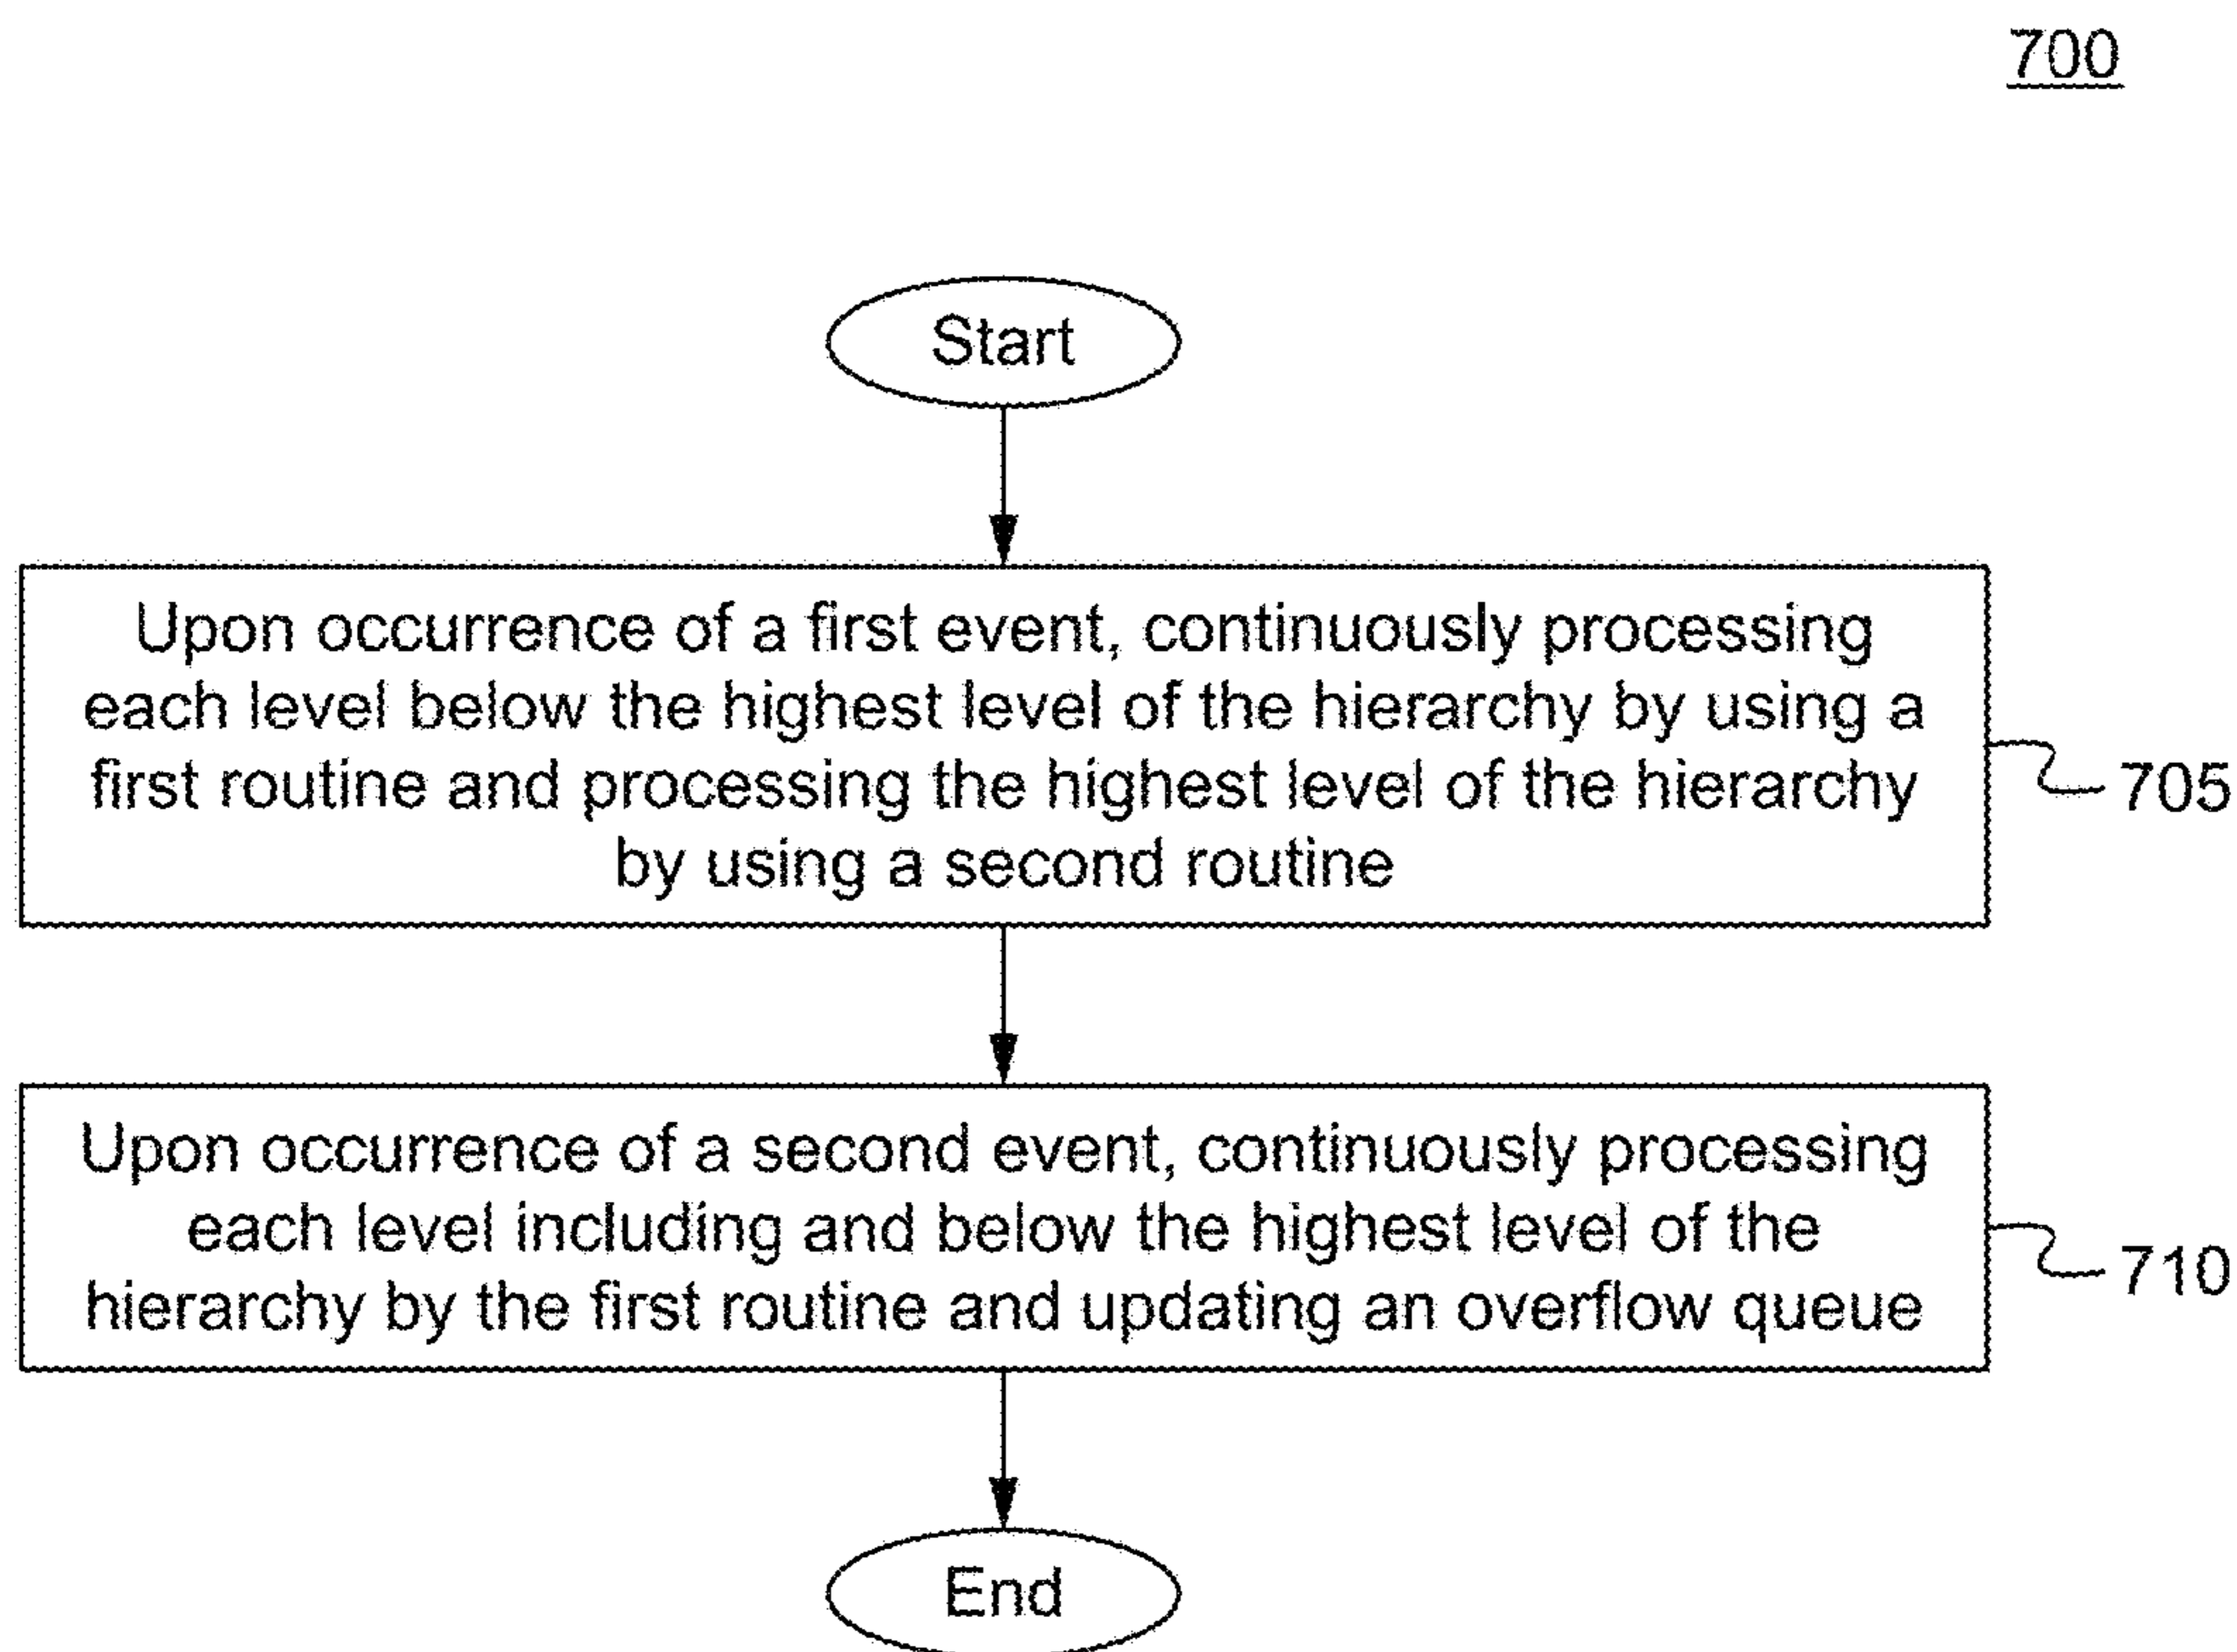 700
Start
Upon occurrence of a first event, continuously processing
each level below the highest level of the hierarchy by using a
first routine and processing the highest level of the hierarchy
by using a second routine
705
Upon occurrence of a second event, continuously processing
each level including and below the highest level of the
hierarchy by the first routine and updating an overflow queue
710
End